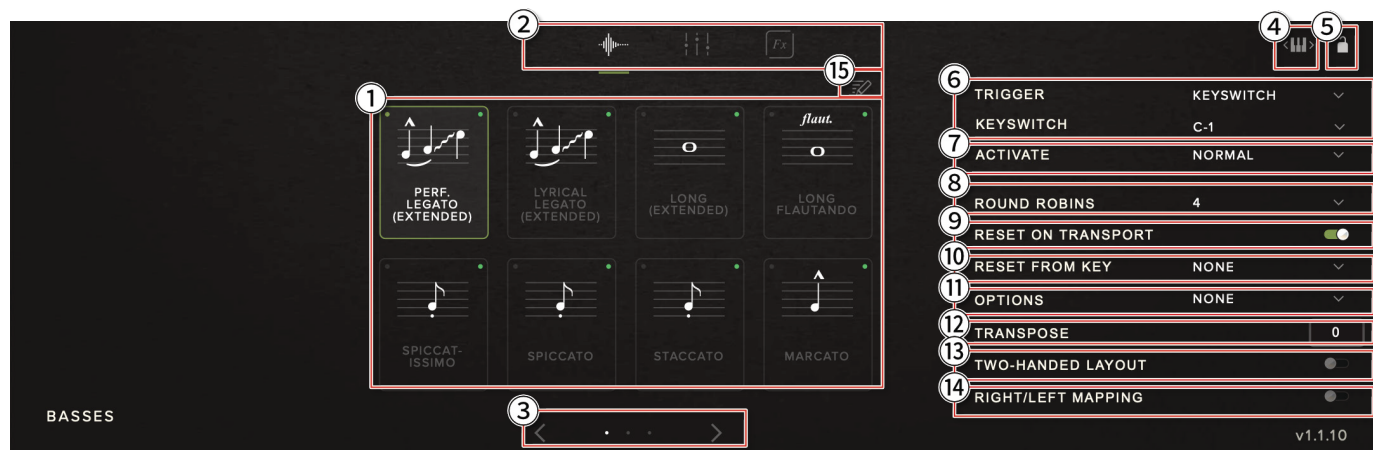 2
4
5
Fx
15
1
6
TRIGGER KEYSWITCH
KEYSWITCH C-1
7
ACTIVATE NORMAL
8
ROUND ROBINS 4
9
RESET ON TRANSPORT
10
RESET FROM KEY NONE
11
OPTIONS NONE
12
TRANSPOSE 0
13
TWO-HANDED LAYOUT
14
RIGHT/LEFT MAPPING
flaut.
PERF.
LEGATO
(EXTENDED)
LYRICAL
LEGATO
(EXTENDED)
LONG
(EXTENDED)
LONG
FLAUTANDO
SPICCAT-
ISSIMO
SPICCATO
STACCATO
MARCATO
3
BASSES
v1.1.10